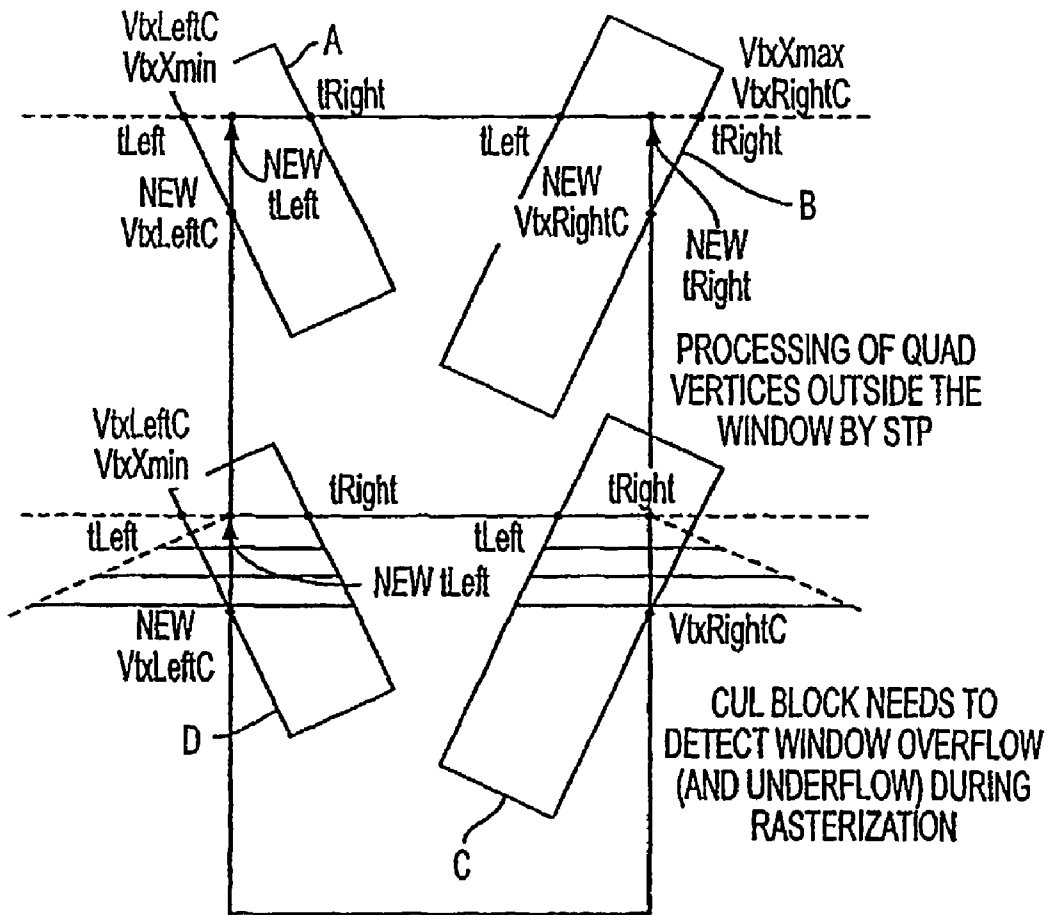 VtxLeftC
VtxXmin
A
tRight
tLeft
NEW
tLeft
NEW
VtxLeftC
VtxXmax
VtxRightC
tLeft
tRight
NEW
VtxRightC
B
NEW
tRight
PROCESSING OF QUAD
VERTICES OUTSIDE THE
WINDOW BY STP
VtxLeftC
VtxXmin
tRight
tLeft
NEW tLeft
NEW
VtxLeftC
D
tRight
tLeft
VtxRightC
C
CUL BLOCK NEEDS TO
DETECT WINDOW OVERFLOW
(AND UNDERFLOW) DURING
RASTERIZATION